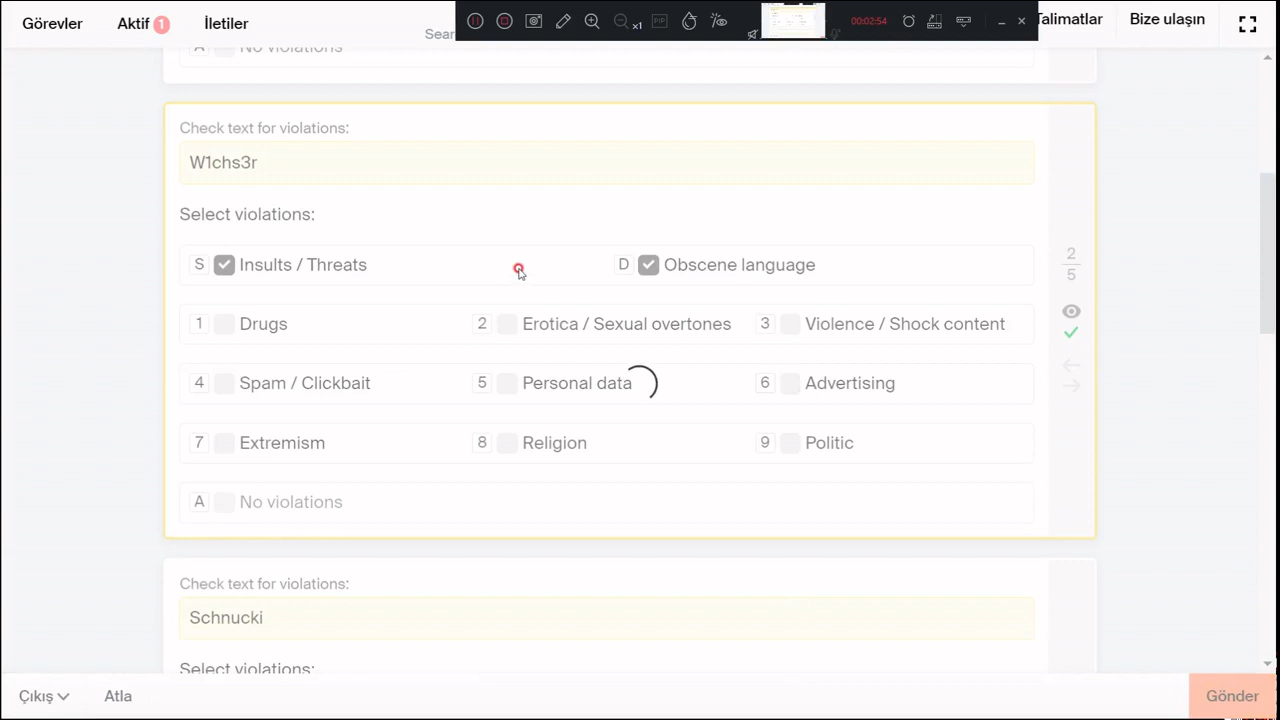 Görevler Aktif 1 İletiler
x1 PIP 00:02:54
Talimatlar Bize ulaşın
Sear
A No violations
Check text for violations:
W1chs3r
Select violations:
S Insults / Threats D Obscene language
2
5
1 Drugs 2 Erotica / Sexual overtones 3 Violence / Shock content
4 Spam / Clickbait 5 Personal data 6 Advertising
7 Extremism 8 Religion 9 Politic
A No violations
Check text for violations:
Schnucki
Select violations:
Çıkış Atla Gönder